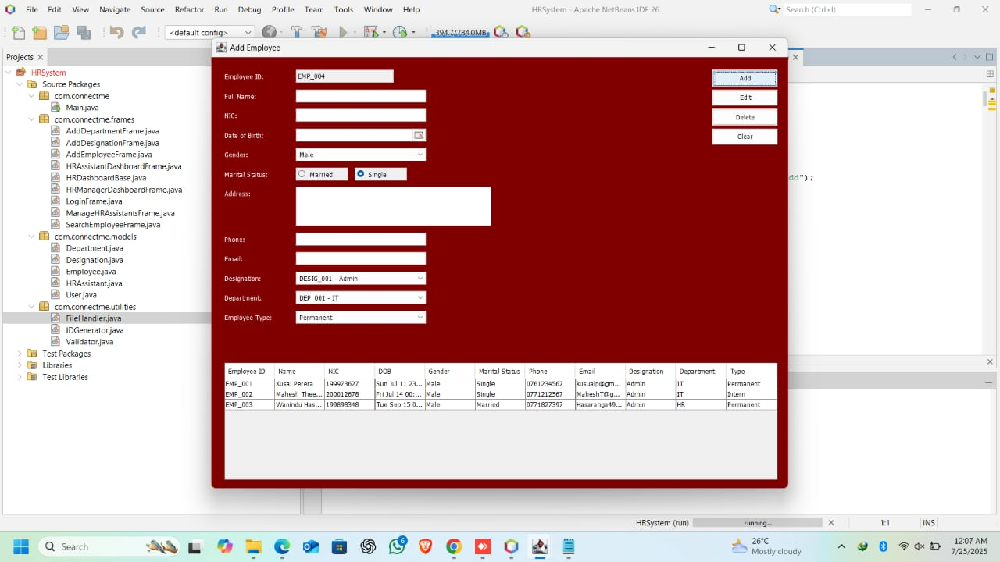 File Edit View Navigate Source Refactor Run Debug Profile Team Tools Window Help HRSystem - Apache NetBeans IDE 26 Search (Ctrl+I)
<default config> 394.7/784.0MB
Projects
HRSystem
Source Packages
com.connectme
Main.java
com.connectme.frames
AddDepartmentFrame.java
AddDesignationFrame.java
AddEmployeeFrame.java
HRAssistantDashboardFrame.java
HRDashboardBase.java
HRManagerDashboardFrame.java
LoginFrame.java
ManageHRAssistantsFrame.java
SearchEmployeeFrame.java
com.connectme.models
Department.java
Designation.java
Employee.java
HRAssistant.java
User.java
com.connectme.utilities
FileHandler.java
IDGenerator.java
Validator.java
Test Packages
Libraries
Test Libraries
Add Employee
Employee ID: EMP_004
Full Name:
NIC:
Date of Birth:
Gender: Male
Marital Status: Married Single
Address:
Phone:
Email:
Designation: DESIG_001 - Admin
Department: DEP_001 - IT
Employee Type: Permanent
Add
Edit
Delete
Clear
dd");
Employee ID Name NIC DOB Gender Marital Status Phone Email Designation Department Type
EMP_001 Kusal Perera 199973627 Sun Jul 11 23... Male Single 0761234567 kusualp@gm... Admin IT Permanent
EMP_002 Mahesh Thee... 200012678 Fri Jul 14 00:... Male Single 0771212567 MaheshT@g... Admin IT Intern
EMP_003 Wanindu Has... 199898348 Tue Sep 15 0... Male Married 0771827397 Hasaranga49... Admin HR Permanent
HRSystem (run) running... 1:1 INS
Search 6 26°C 12:07 AM
Mostly cloudy 7/25/2025